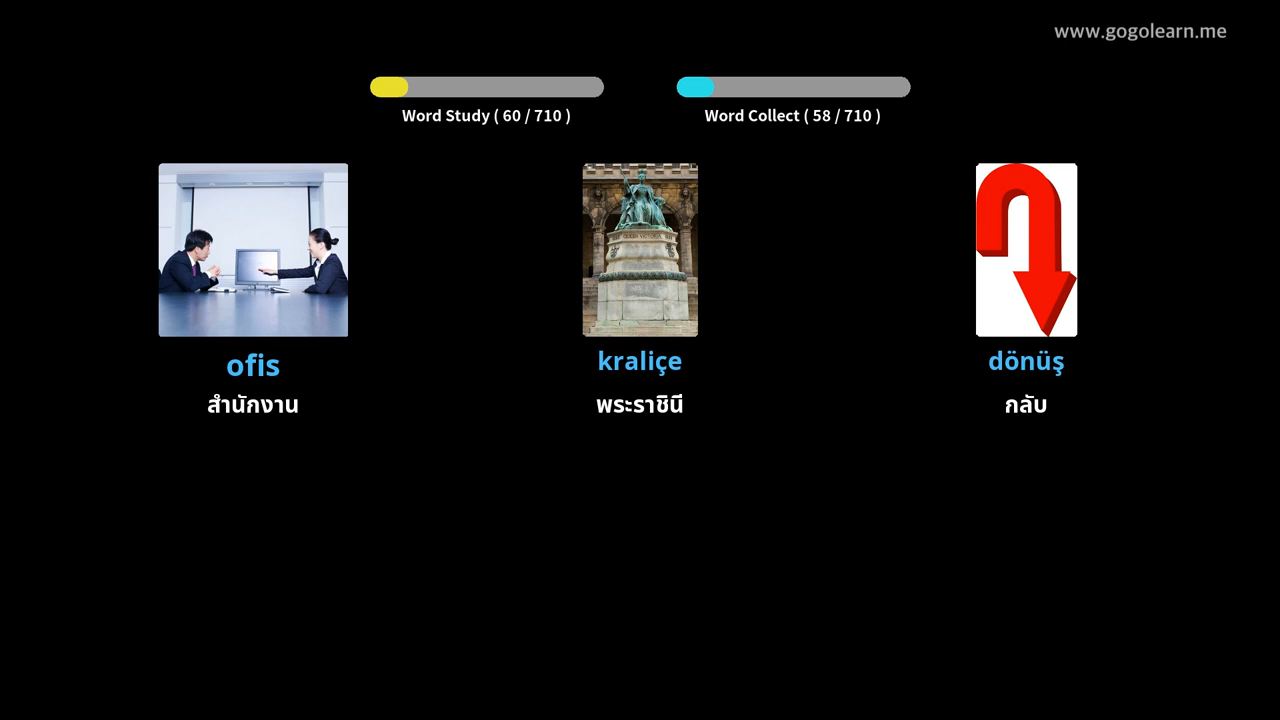 www.gogolearn.me
Word Study ( 60 / 710 )
Word Collect ( 58 / 710 )
ofis
kraliçe
dönüş
สำนักงาน
พระราชินี
กลับ